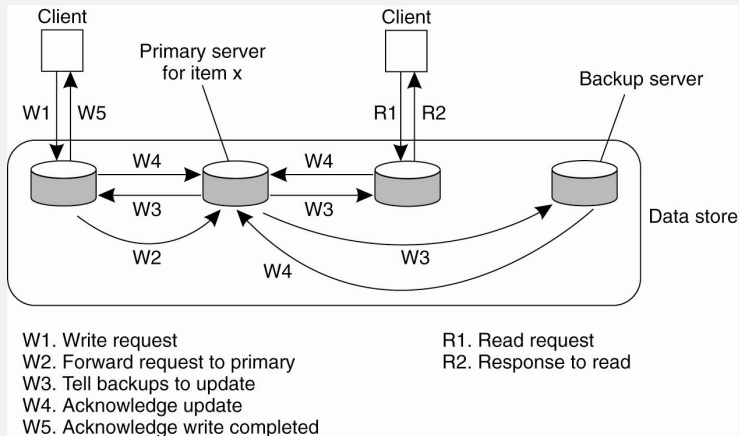 Client
Client
Primary server
for item x
Backup server
W1
W5
R1
R2
W4
W4
W3
W3
Data store
W2
W3
W4
W1. Write request
W2. Forward request to primary
W3. Tell backups to update
W4. Acknowledge update
W5. Acknowledge write completed
R1. Read request
R2. Response to read